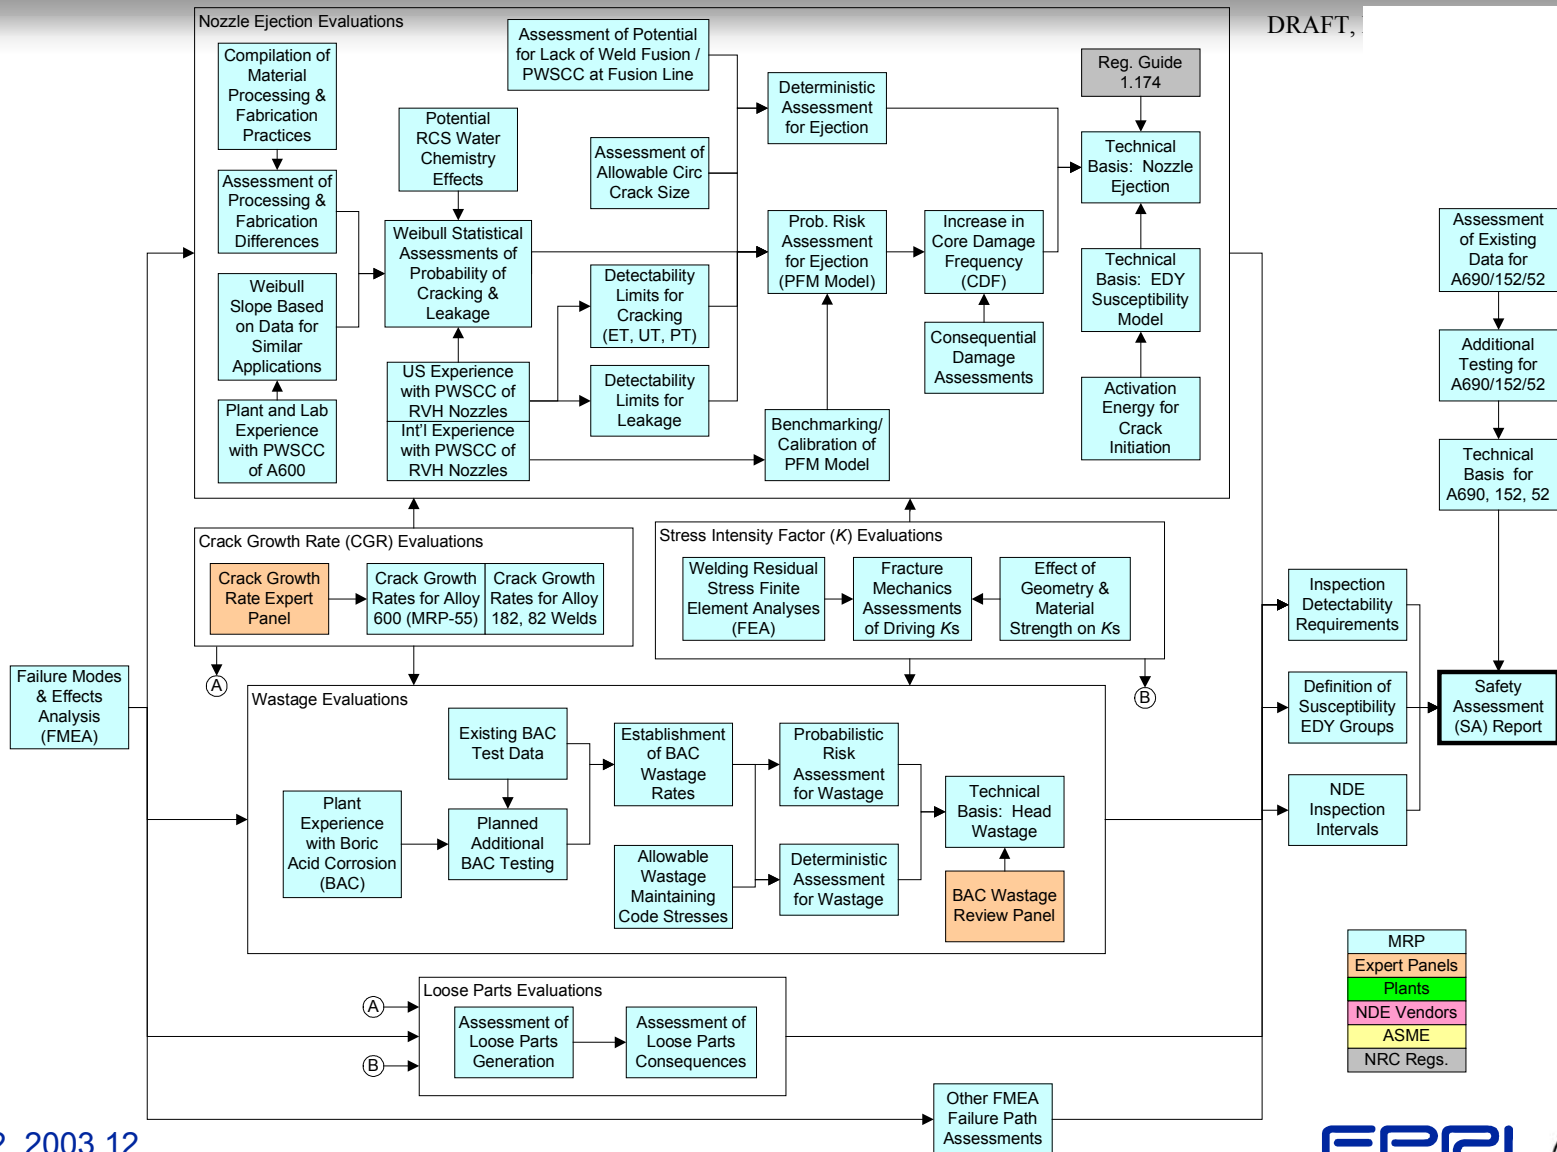 DRAFT,
Nozzle Ejection Evaluations
Compilation of
Material
Processing &
Fabrication
Practices
Assessment of
Processing &
Fabrication
Differences
Weibull
Slope Based
on Data for
Similar
Applications
Plant and Lab
Experience
with PWSCC
of A600
Potential
RCS Water
Chemistry
Effects
Weibull Statistical
Assessments of
Probability of
Cracking &
Leakage
US Experience
with PWSCC of
RVH Nozzles
Int'l Experience
with PWSCC of
RVH Nozzles
Assessment of Potential
for Lack of Weld Fusion /
PWSCC at Fusion Line
Assessment of
Allowable Circ
Crack Size
Detectability
Limits for
Cracking
(ET, UT, PT)
Detectability
Limits for
Leakage
Deterministic
Assessment
for Ejection
Prob. Risk
Assessment
for Ejection
(PFM Model)
Benchmarking/
Calibration of
PFM Model
Increase in
Core Damage
Frequency
(CDF)
Consequential
Damage
Assessments
Reg. Guide
1.174
Technical
Basis: Nozzle
Ejection
Technical
Basis: EDY
Susceptibility
Model
Activation
Energy for
Crack
Initiation
Assessment
of Existing
Data for
A690/152/52
Additional
Testing for
A690/152/52
Technical
Basis for
A690, 152, 52
Crack Growth Rate (CGR) Evaluations
Crack Growth
Rate Expert
Panel
Crack Growth
Rates for Alloy
600 (MRP-55)
Crack Growth
Rates for Alloy
182, 82 Welds
A
Stress Intensity Factor (K) Evaluations
Welding Residual
Stress Finite
Element Analyses
(FEA)
Fracture
Mechanics
Assessments
of Driving Ks
Effect of
Geometry &
Material
Strength on Ks
B
Failure Modes
& Effects
Analysis
(FMEA)
Wastage Evaluations
Plant
Experience
with Boric
Acid Corrosion
(BAC)
Existing BAC
Test Data
Planned
Additional
BAC Testing
Establishment
of BAC
Wastage
Rates
Allowable
Wastage
Maintaining
Code Stresses
Probabilistic
Risk
Assessment
for Wastage
Deterministic
Assessment
for Wastage
Technical
Basis: Head
Wastage
BAC Wastage
Review Panel
Inspection
Detectability
Requirements
Definition of
Susceptibility
EDY Groups
NDE
Inspection
Intervals
Safety
Assessment
(SA) Report
Loose Parts Evaluations
A
B
Assessment of
Loose Parts
Generation
Assessment of
Loose Parts
Consequences
Other FMEA
Failure Path
Assessments
MRP
Expert Panels
Plants
NDE Vendors
ASME
NRC Regs.
2003.12
EPRI